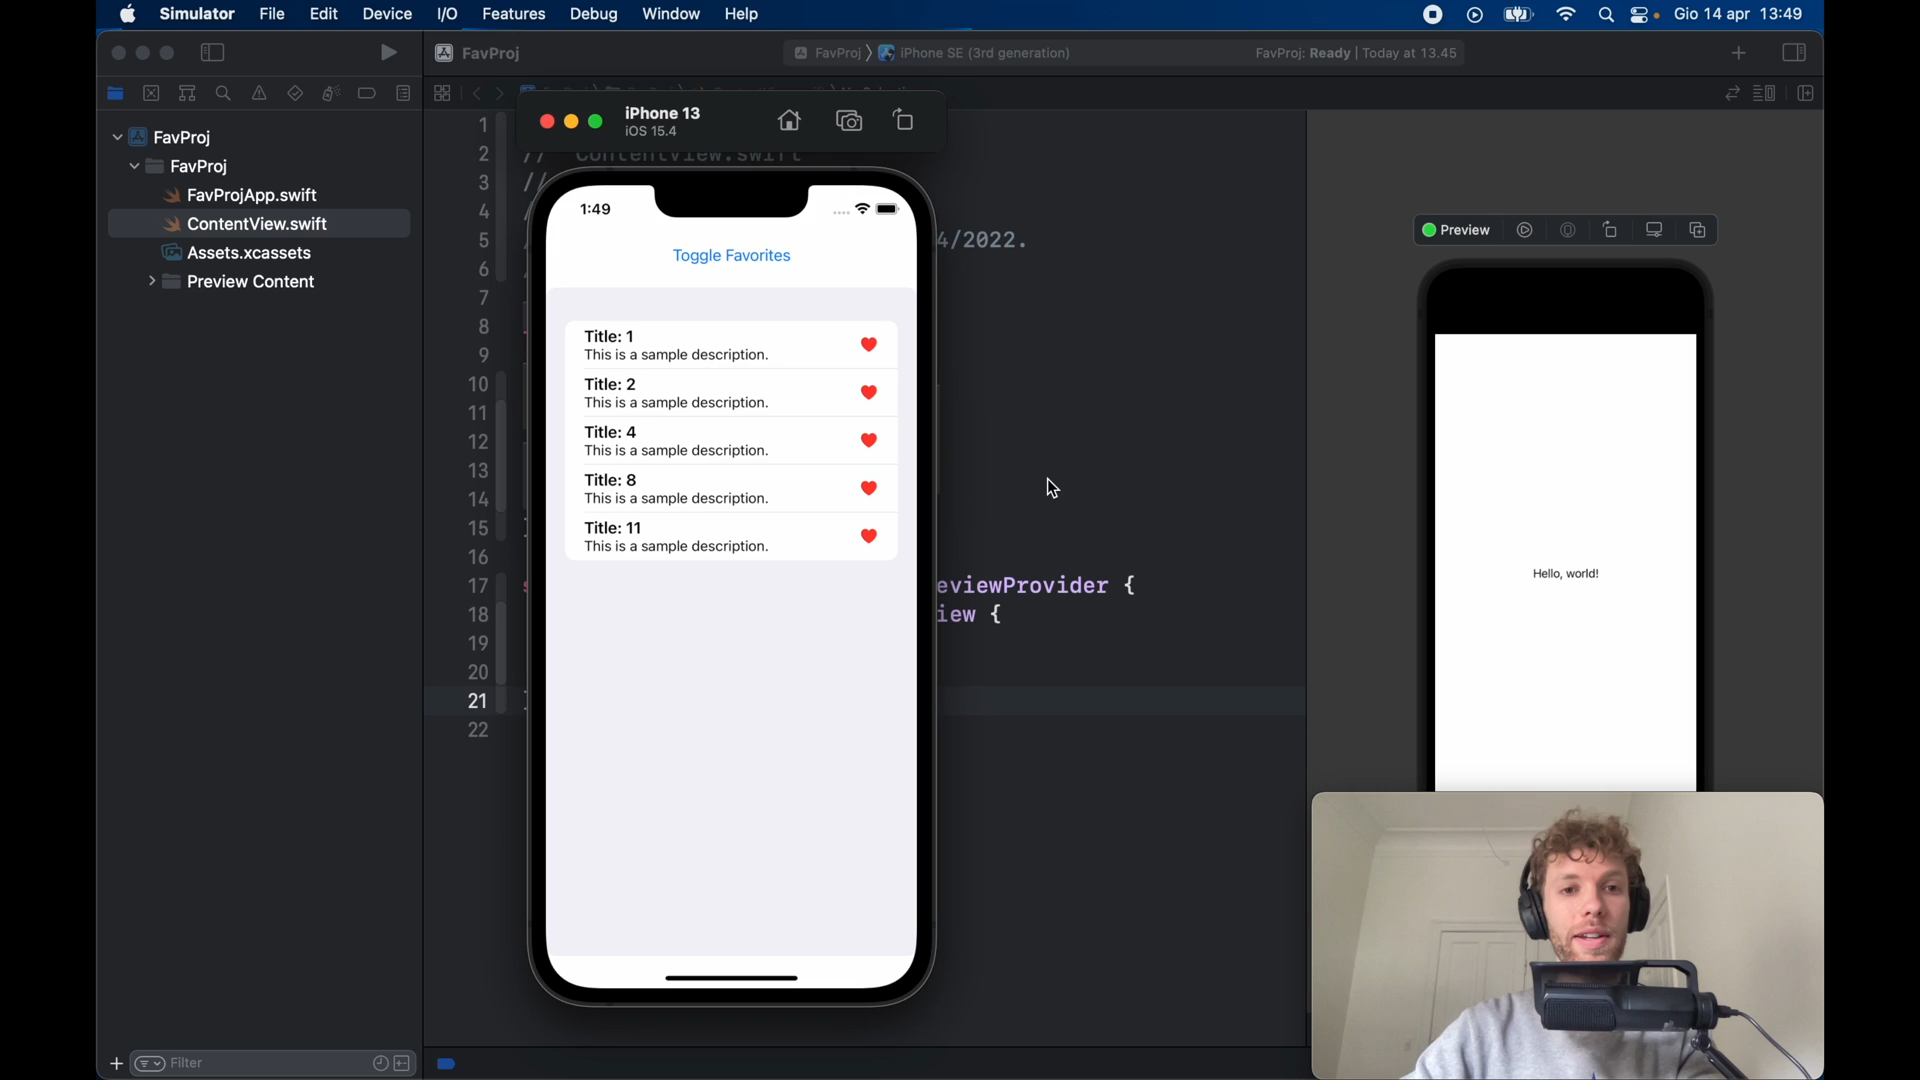 Simulator File Edit Device I/O Features Debug Window Help Gio 14 apr 13:49
FavProj FavProj iPhone SE (3rd generation) FavProj: Ready | Today at 13.45
iPhone 13
iOS 15.4
FavProj
FavProj
FavProjApp.swift
ContentView.swift
Assets.xcassets
Preview Content
Filter
1
2 // ContentView.swift
3 //
4
5 4/2022.
6
7
8
9
10
11
12
13
14
15
16
17 eviewProvider {
18 iew {
19
20
21
22
1:49
Toggle Favorites
Title: 1
This is a sample description.
Title: 2
This is a sample description.
Title: 4
This is a sample description.
Title: 8
This is a sample description.
Title: 11
This is a sample description.
Preview
Hello, world!